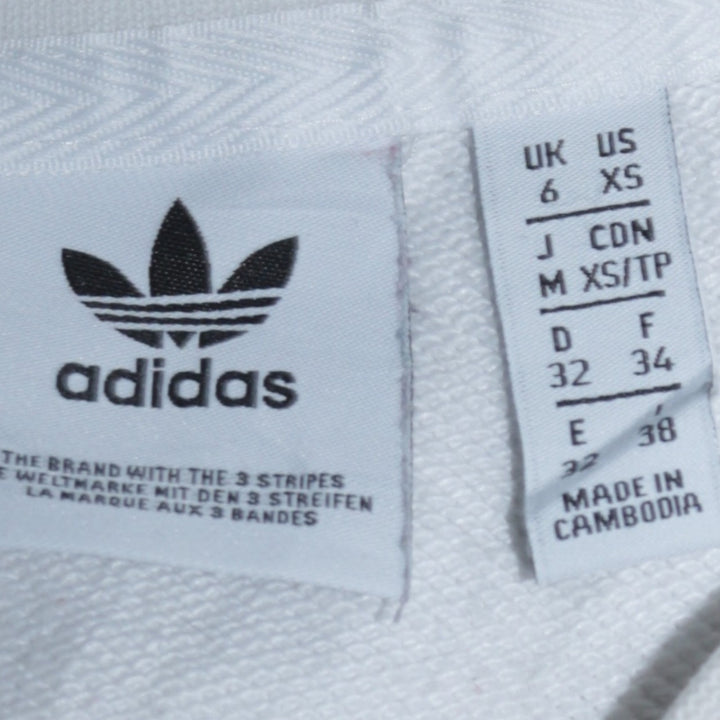 adidas
THE BRAND WITH THE 3 STRIPES
E WELTMARKE MIT DEN 3 STREIFEN
LA MARQUE AUX 3 BANDES
UK US
6 XS
J CDN
M XS/TP
D F
32 34
E I
32 38
MADE IN
CAMBODIA